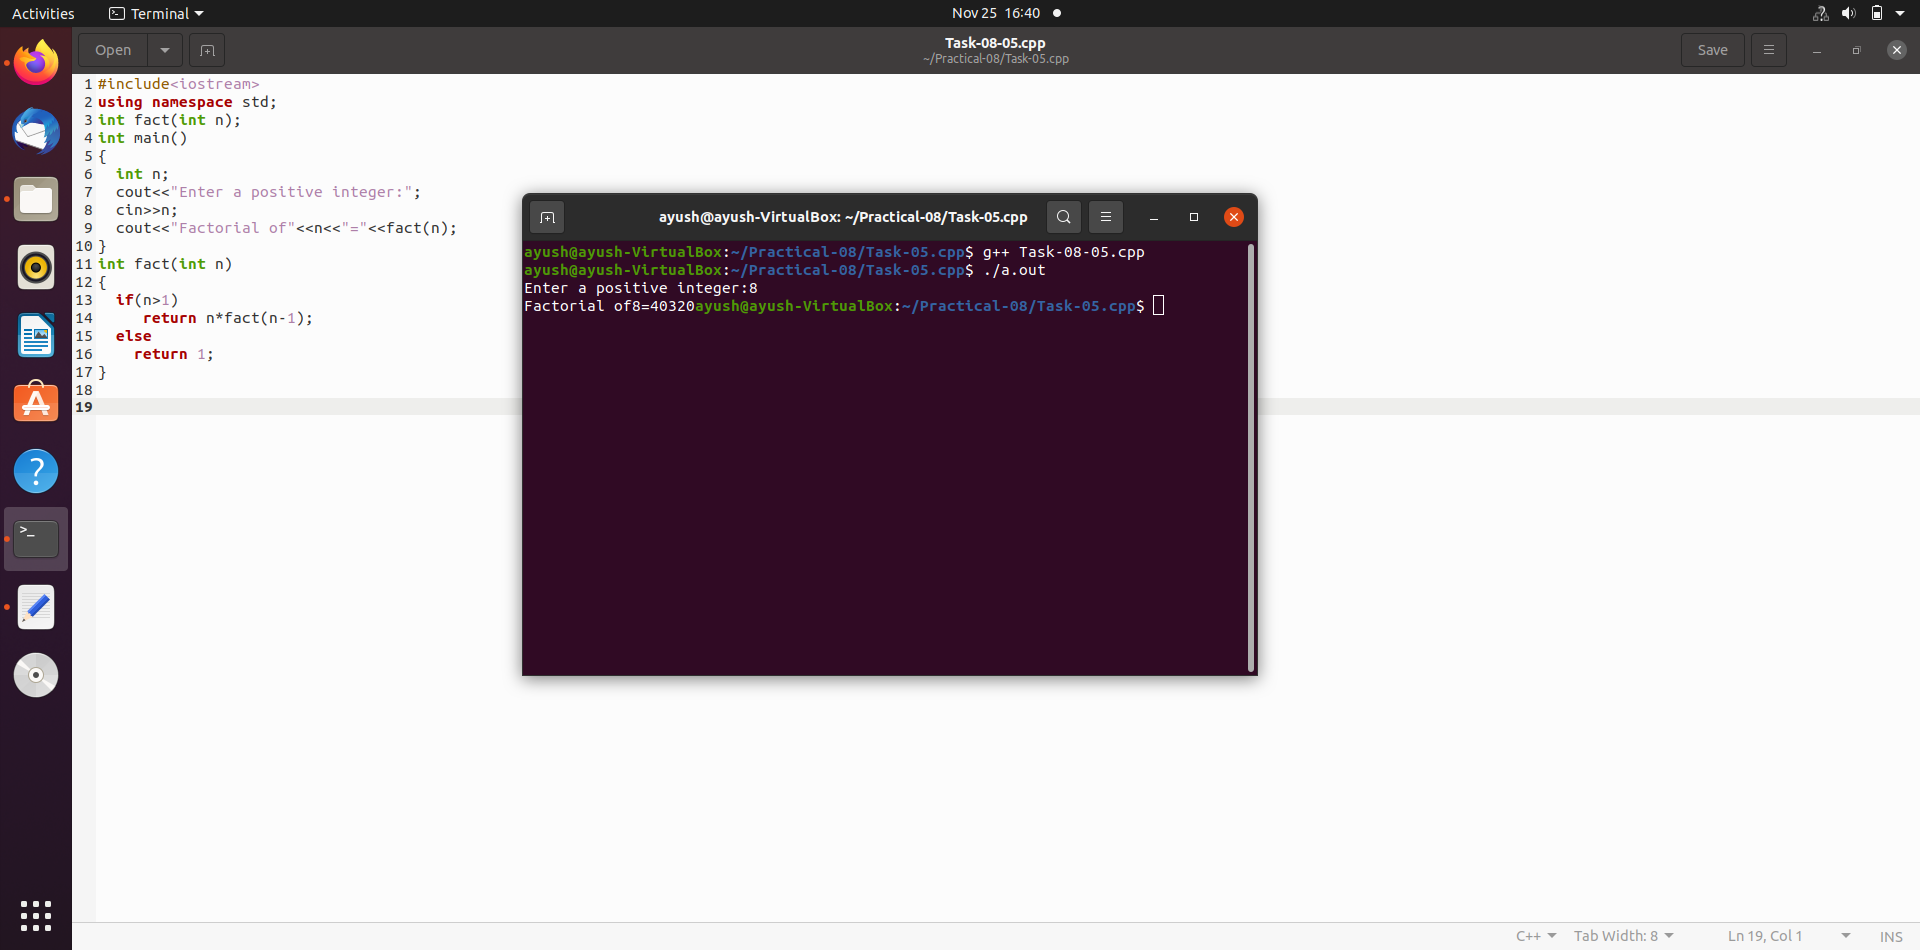 Activities Terminal Nov 25 16:40
Open Task-08-05.cpp Save
~/Practical-08/Task-05.cpp
1 #include<iostream>
2 using namespace std;
3 int fact(int n);
4 int main()
5 {
6   int n;
7   cout<<"Enter a positive integer:";
8   cin>>n;
9   cout<<"Factorial of"<<n<<"="<<fact(n);
10 }
11 int fact(int n)
12 {
13   if(n>1)
14      return n*fact(n-1);
15   else
16     return 1;
17 }
18
19
ayush@ayush-VirtualBox: ~/Practical-08/Task-05.cpp
ayush@ayush-VirtualBox:~/Practical-08/Task-05.cpp$ g++ Task-08-05.cpp
ayush@ayush-VirtualBox:~/Practical-08/Task-05.cpp$ ./a.out
Enter a positive integer:8
Factorial of8=40320ayush@ayush-VirtualBox:~/Practical-08/Task-05.cpp$
C++ Tab Width: 8 Ln 19, Col 1 INS